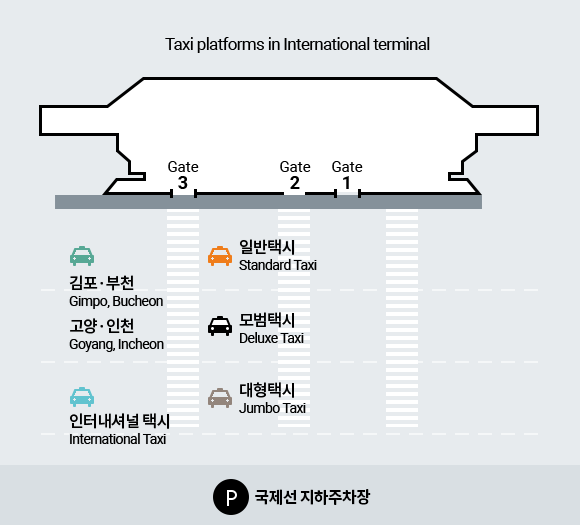 Taxi platforms in International terminal
Gate
3
Gate
2
Gate
1
김포·부천
Gimpo, Bucheon
고양·인천
Goyang, Incheon
인터내셔널 택시
International Taxi
일반택시
Standard Taxi
모범택시
Deluxe Taxi
대형택시
Jumbo Taxi
P 국제선 지하주차장